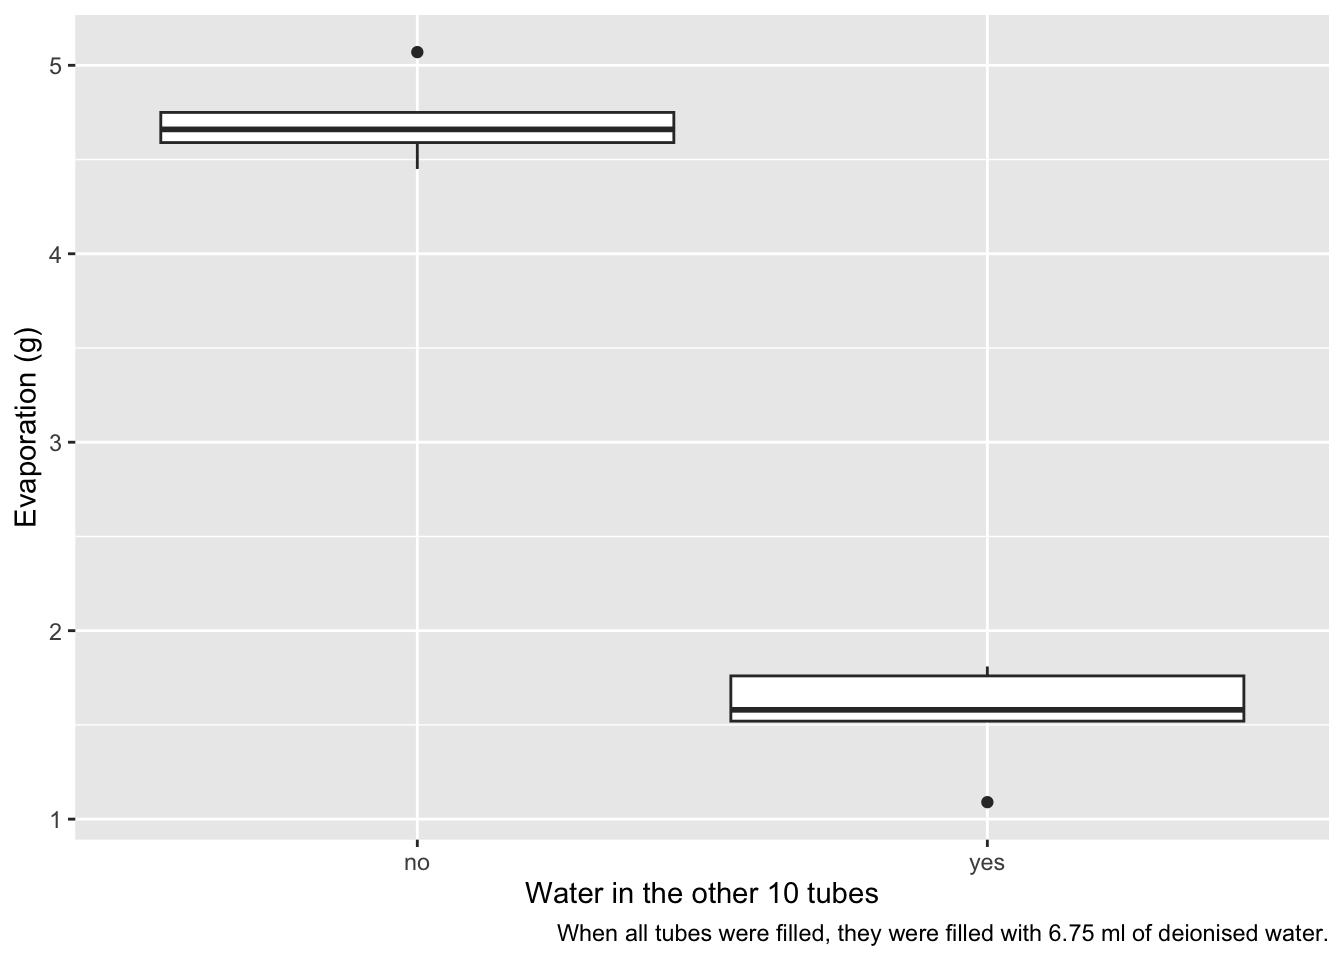 5
4
3
2
1
Evaporation (g)
no yes
Water in the other 10 tubes
When all tubes were filled, they were filled with 6.75 ml of deionised water.